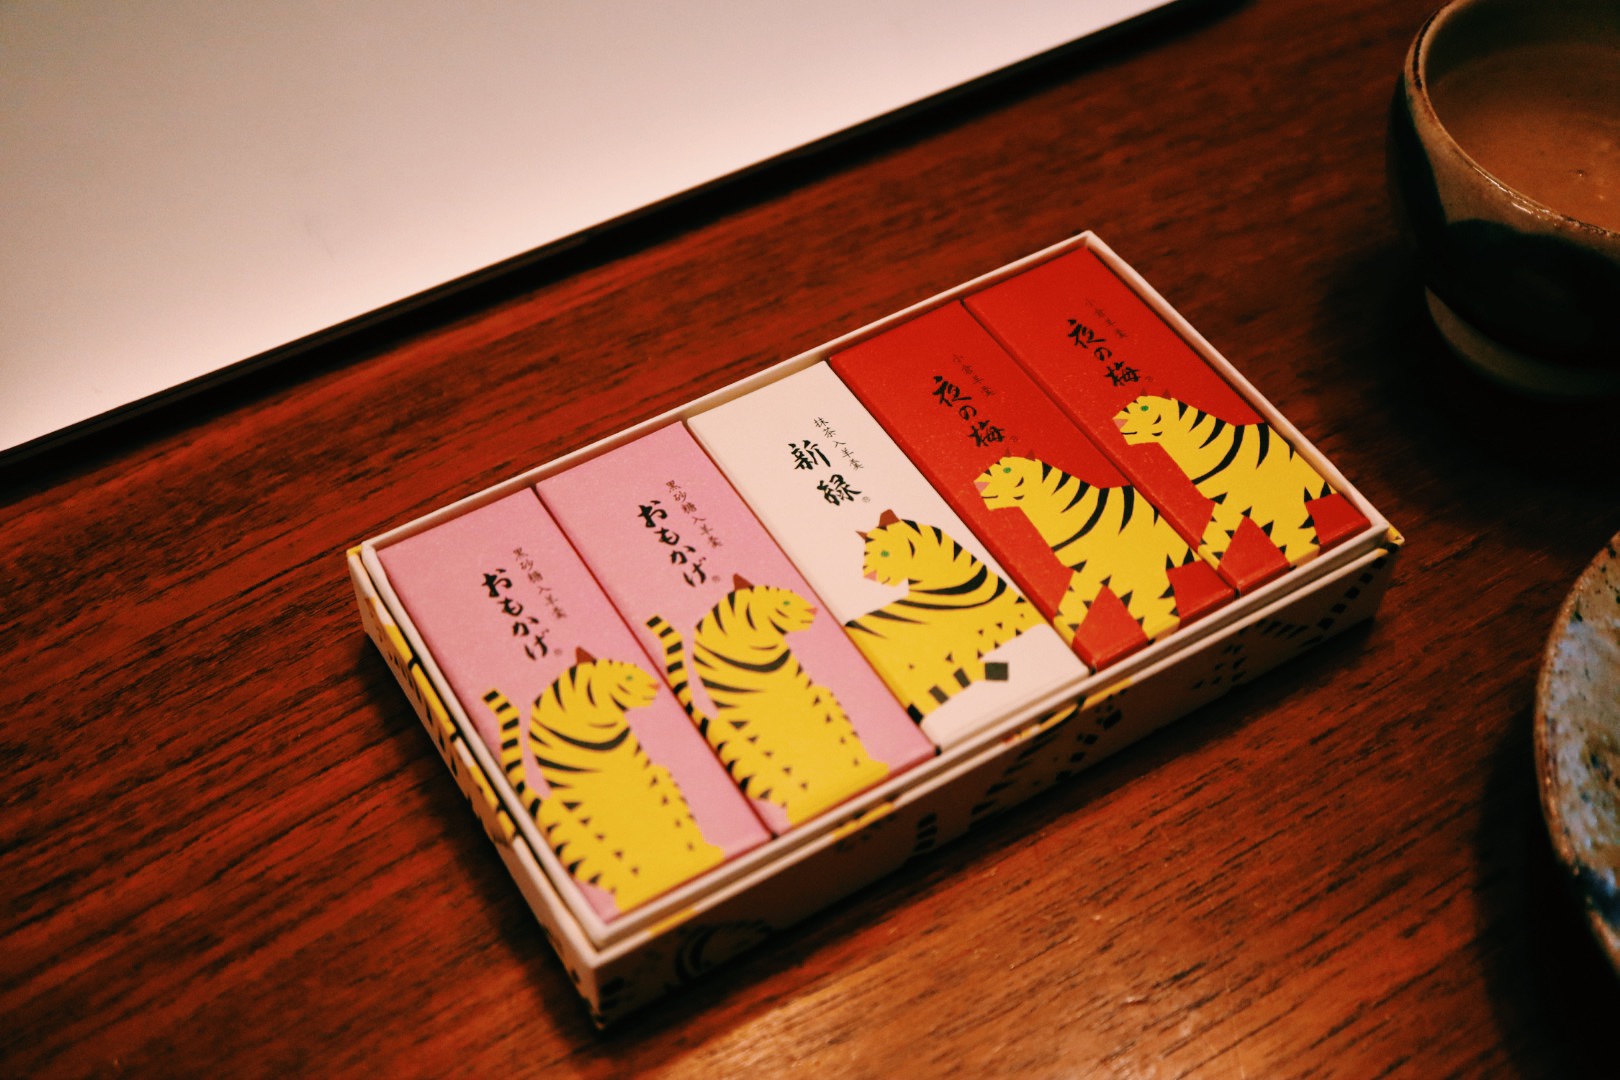 黒砂糖入羊羹
おもかげ
黒砂糖入羊羹
おもかげ
抹茶入羊羹
新緑
小倉羊羹
夜の梅
小倉羊羹
夜の梅